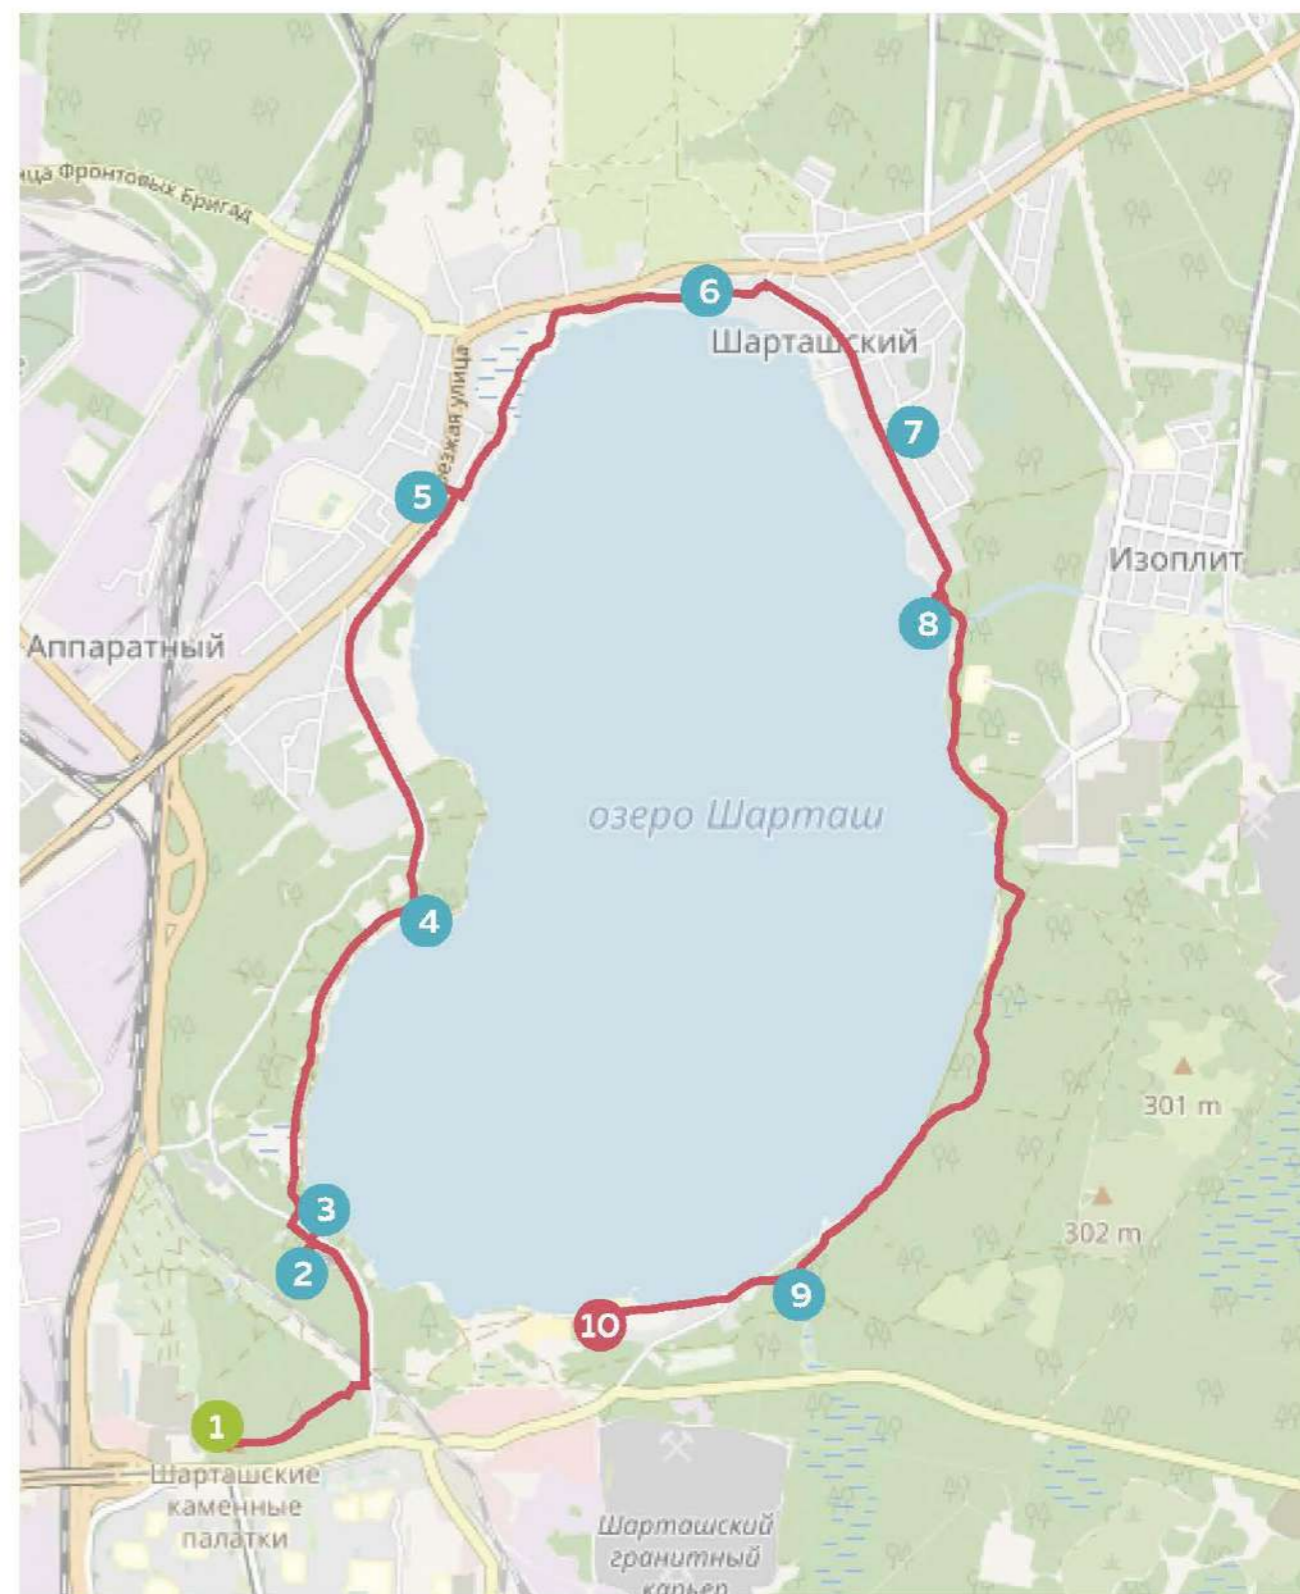 Фронтовых Бригад
6
Шарташский
7
5
Изоплит
8
Аппаратный
озеро Шарташ
4
301 m
3
302 m
2
9
10
1
Шарташские
каменные
палатки
Шарташский
гранитный
карьер